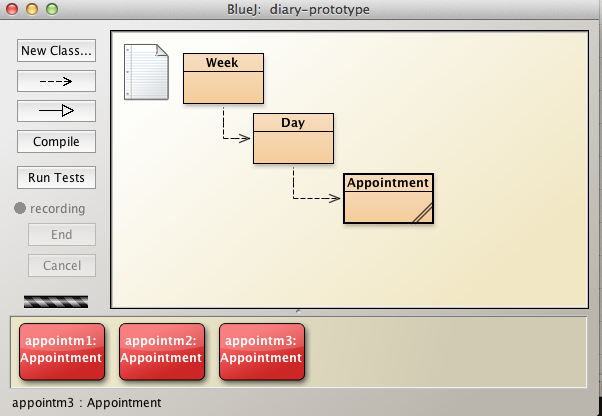 BlueJ: diary-prototype
New Class...
Compile
Run Tests
recording
End
Cancel
Week
Day
Appointment
appointm1:
Appointment
appointm2:
Appointment
appointm3:
Appointment
appointm3 : Appointment